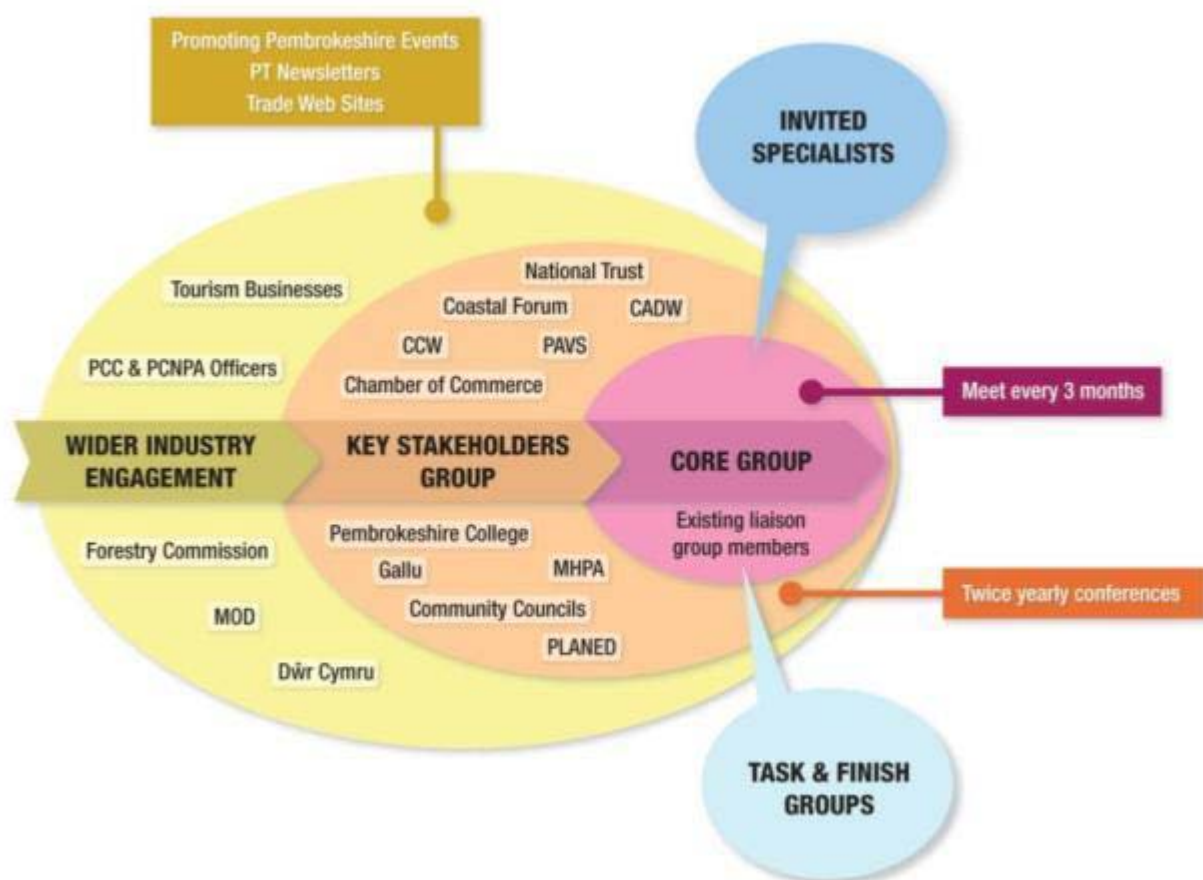 Promoting Pembrokeshire Events
PT Newsletters
Trade Web Sites
INVITED
SPECIALISTS
National Trust
Tourism Businesses
Coastal Forum
CADW
CCW
PAVS
PCC & PCNPA Officers
Chamber of Commerce
Meet every 3 months
WIDER INDUSTRY
ENGAGEMENT
KEY STAKEHOLDERS
GROUP
CORE GROUP
Existing liaison
group members
Pembrokeshire College
Forestry Commission
Gallu
MHPA
Twice yearly conferences
Community Councils
MOD
PLANED
Dŵr Cymru
TASK & FINISH
GROUPS